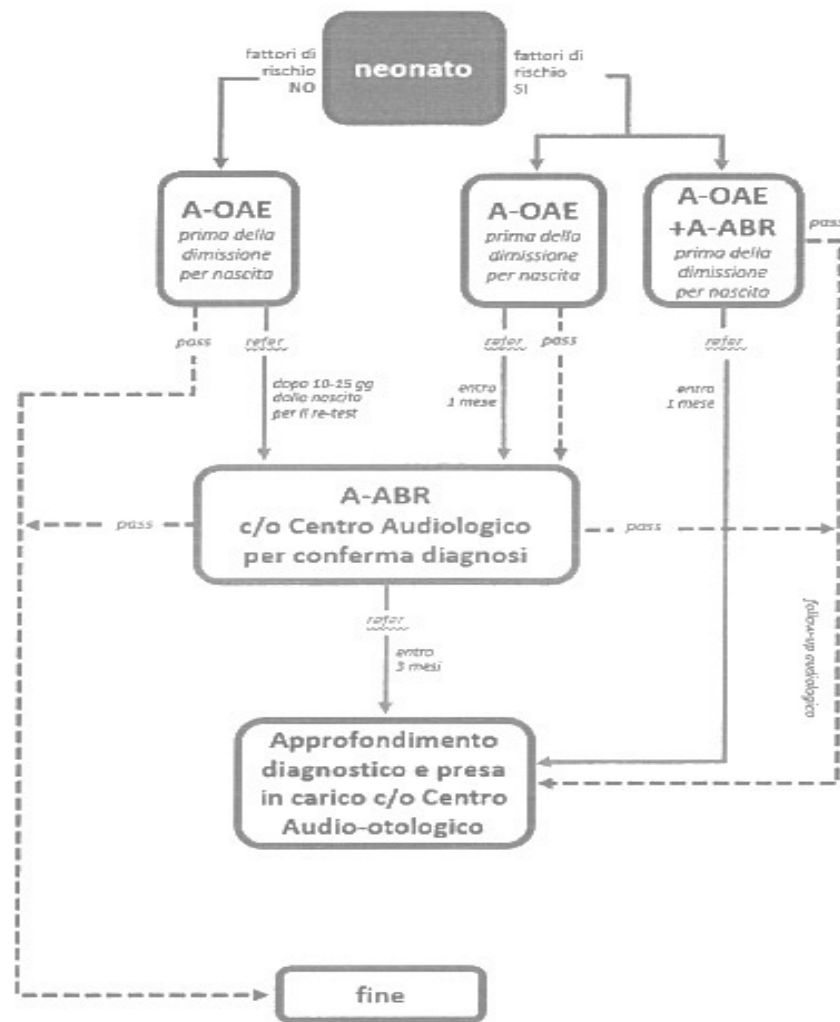 fattori di
rischio
NO
neonato
fattori di
rischio
SI
A-OAE
prima della
dimissione
per nascita
A-OAE
prima della
dimissione
per nascita
A-OAE
+A-ABR
prima della
dimissione
per nascita
pass
pass
refer
refer
pass
refer
dopo 10-15 gg
dalla nascita
per il re-test
entro
1 mese
entro
1 mese
A-ABR
c/o Centro Audiologico
per conferma diagnosi
pass
pass
refer
entro
3 mesi
follow-up audiologico
Approfondimento
diagnostico e presa
in carico c/o Centro
Audio-otologico
fine